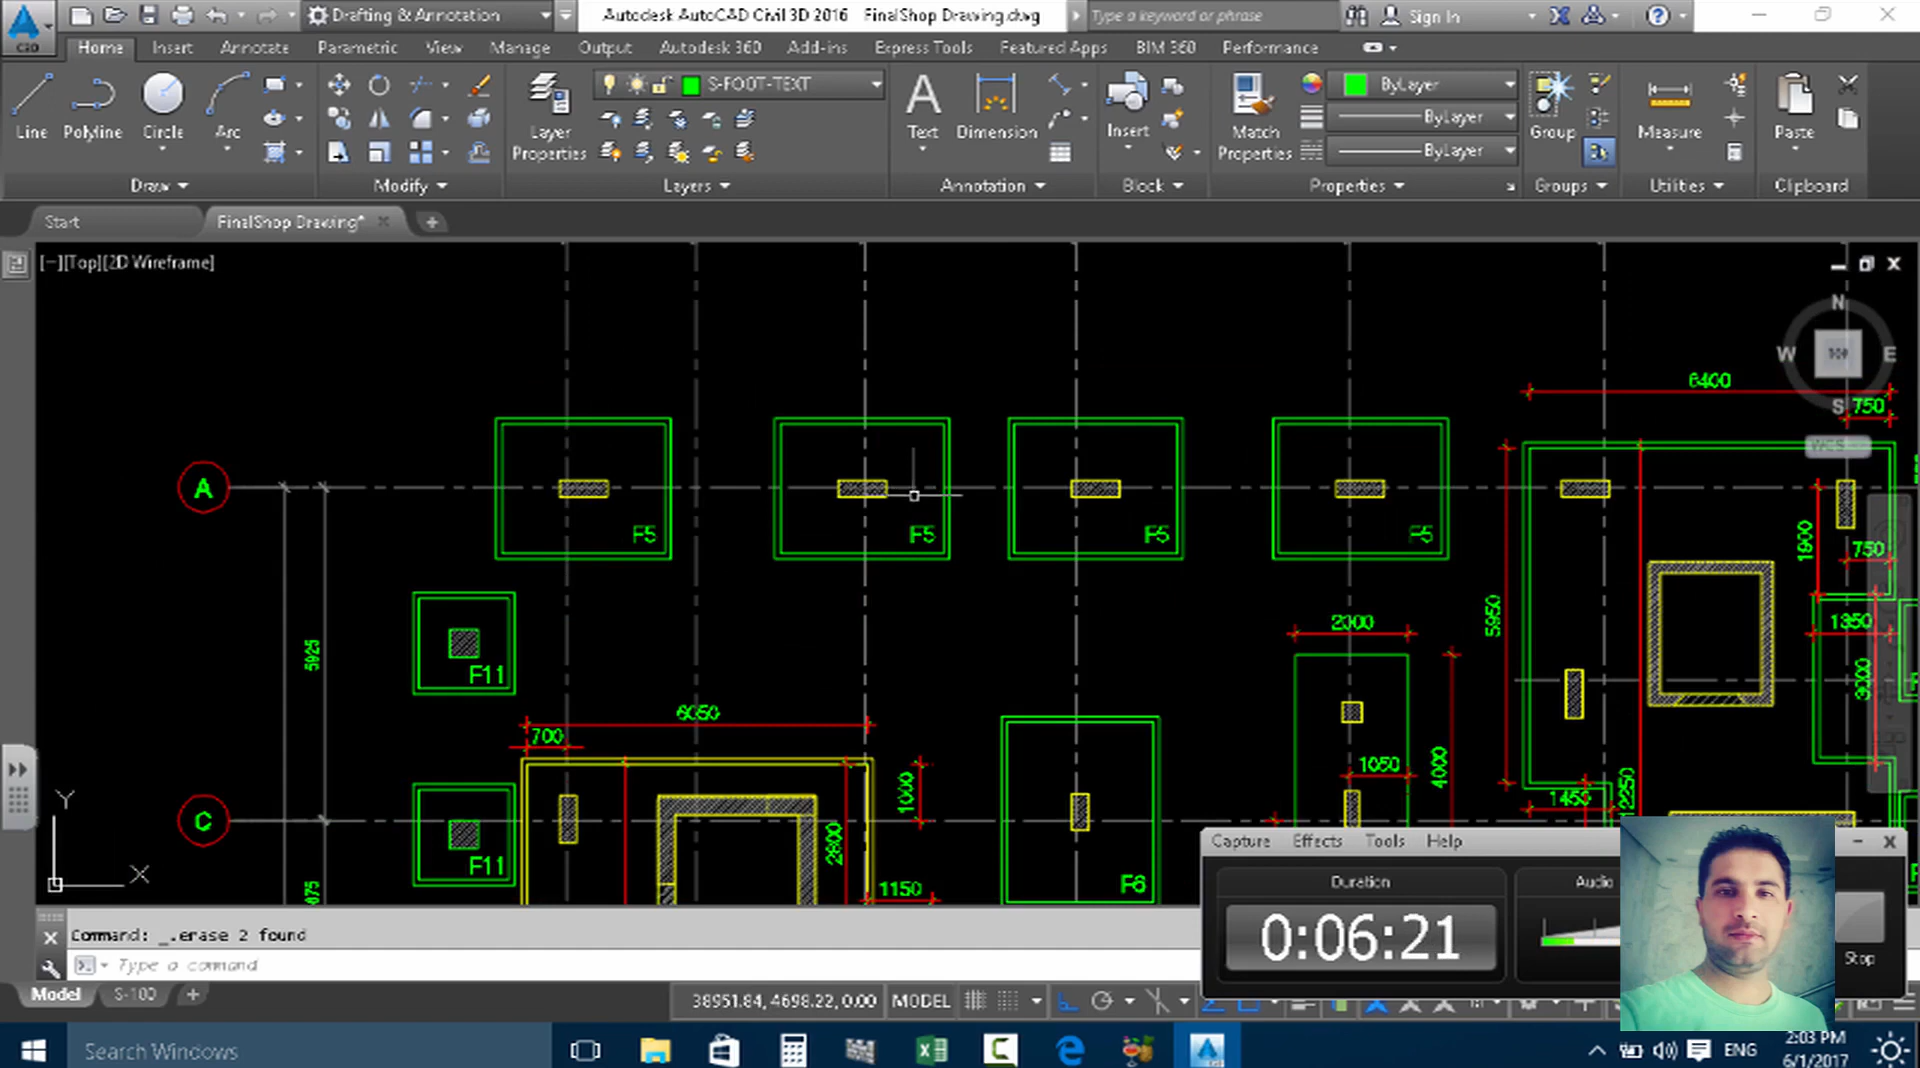 Drafting & Annotation
Autodesk AutoCAD Civil 3D 2016 FinalShop Drawing.dwg
Type a keyword or phrase
Sign In
Home Insert Annotate Parametric View Manage Output Autodesk 360 Add-ins Express Tools Featured Apps BIM 360 Performance
S-FOOT-TEXT
ByLayer
ByLayer
ByLayer
Line Polyline Circle Arc
Layer Properties
Text Dimension
Insert
Match Properties
Group
Measure
Paste
Draw Modify Layers Annotation Block Properties Groups Utilities Clipboard
Start
FinalShop Drawing*
[−][Top][2D Wireframe]
N
W TOP E
S
6400
750
A
F5
F5
F5
F5
1900
750
5925
F11
2000
5950
1350
3000
6050
700
1050
4000
1000
1450
12250
C
F11
2800
1150
F6
Y
X
Command: _.erase 2 found
Type a command
Model
S-100
38951.84, 4698.22, 0.00
MODEL
Capture Effects Tools Help
Duration
Audio
0:06:21
Stop
Search Windows
ENG
2:03 PM
6/1/2017